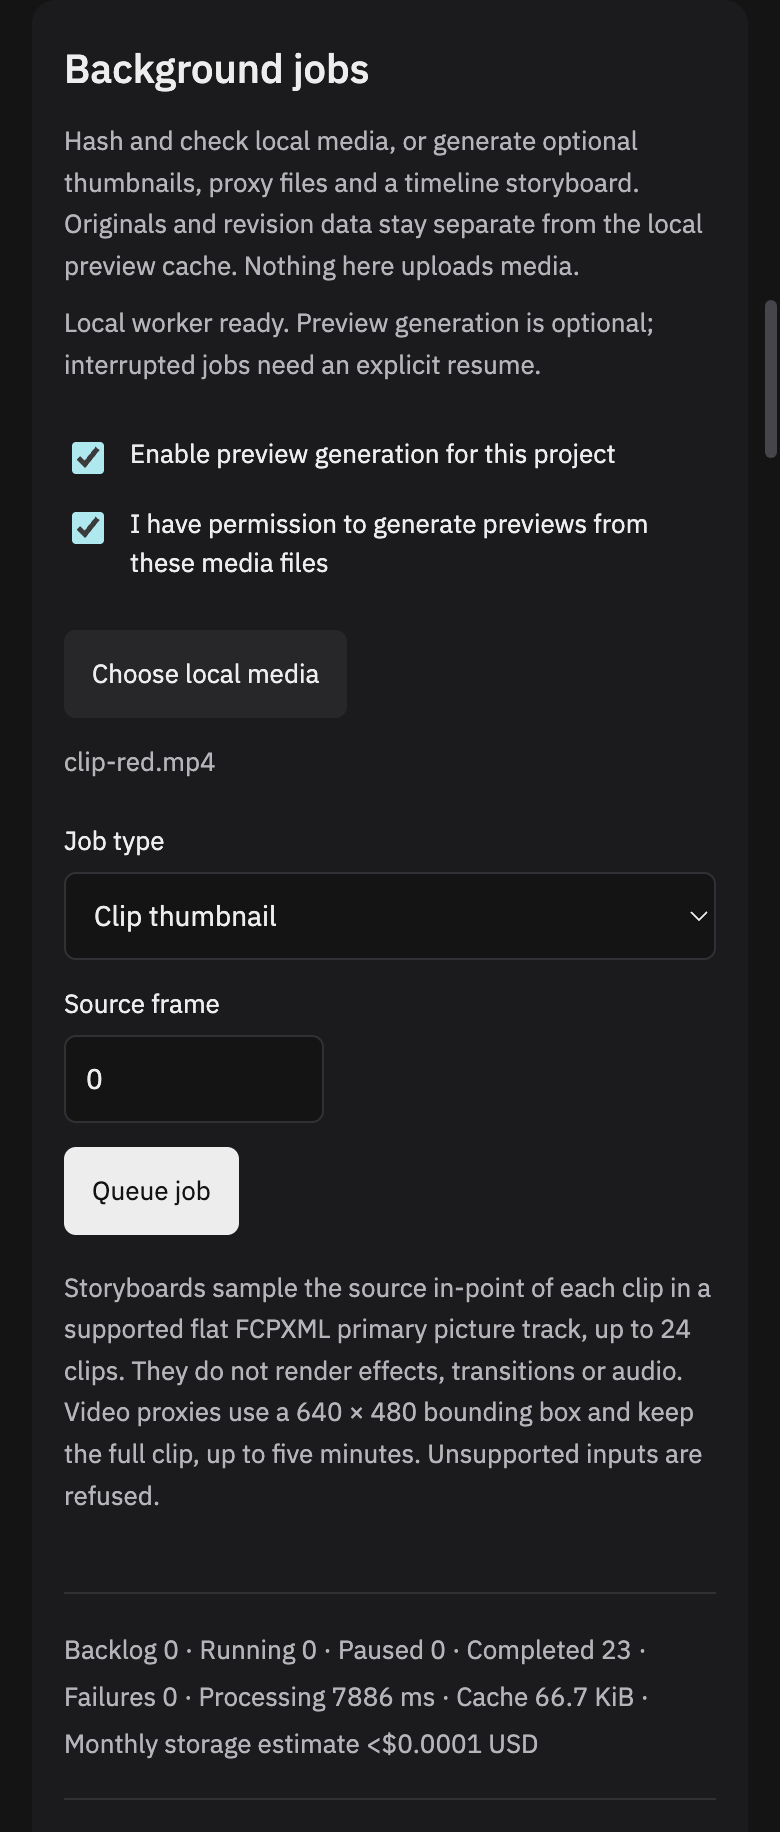 Background jobs
Hash and check local media, or generate optional
thumbnails, proxy files and a timeline storyboard.
Originals and revision data stay separate from the local
preview cache. Nothing here uploads media.
Local worker ready. Preview generation is optional;
interrupted jobs need an explicit resume.
Enable preview generation for this project
I have permission to generate previews from
these media files
Choose local media
clip-red.mp4
Job type
Clip thumbnail
Source frame
0
Queue job
Storyboards sample the source in-point of each clip in a
supported flat FCPXML primary picture track, up to 24
clips. They do not render effects, transitions or audio.
Video proxies use a 640 × 480 bounding box and keep
the full clip, up to five minutes. Unsupported inputs are
refused.
Backlog 0 · Running 0 · Paused 0 · Completed 23 ·
Failures 0 · Processing 7886 ms · Cache 66.7 KiB ·
Monthly storage estimate <$0.0001 USD